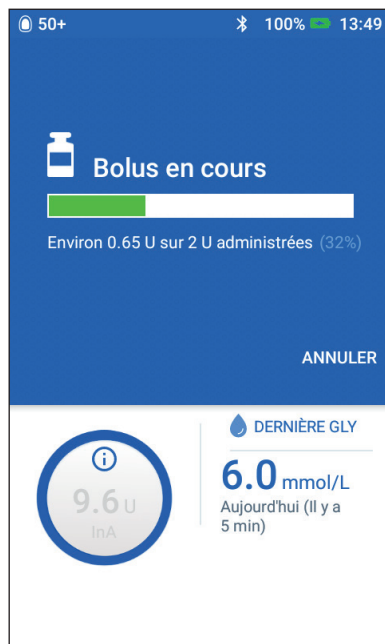 50+ 100% 13:49
Bolus en cours
Environ 0.65 U sur 2 U administrées (32%)
ANNULER
DERNIÈRE GLY
9.6 U
InA
6.0 mmol/L
Aujourd'hui (Il y a
5 min)